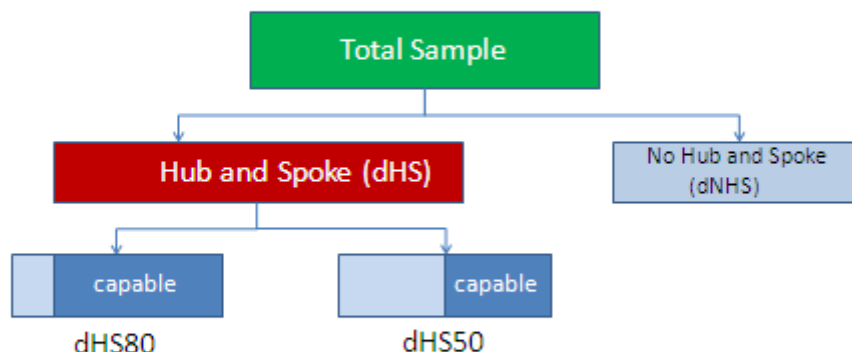 Total Sample
Hub and Spoke (dHS)
No Hub and Spoke
(dNHS)
capable
capable
dHS80
dHS50